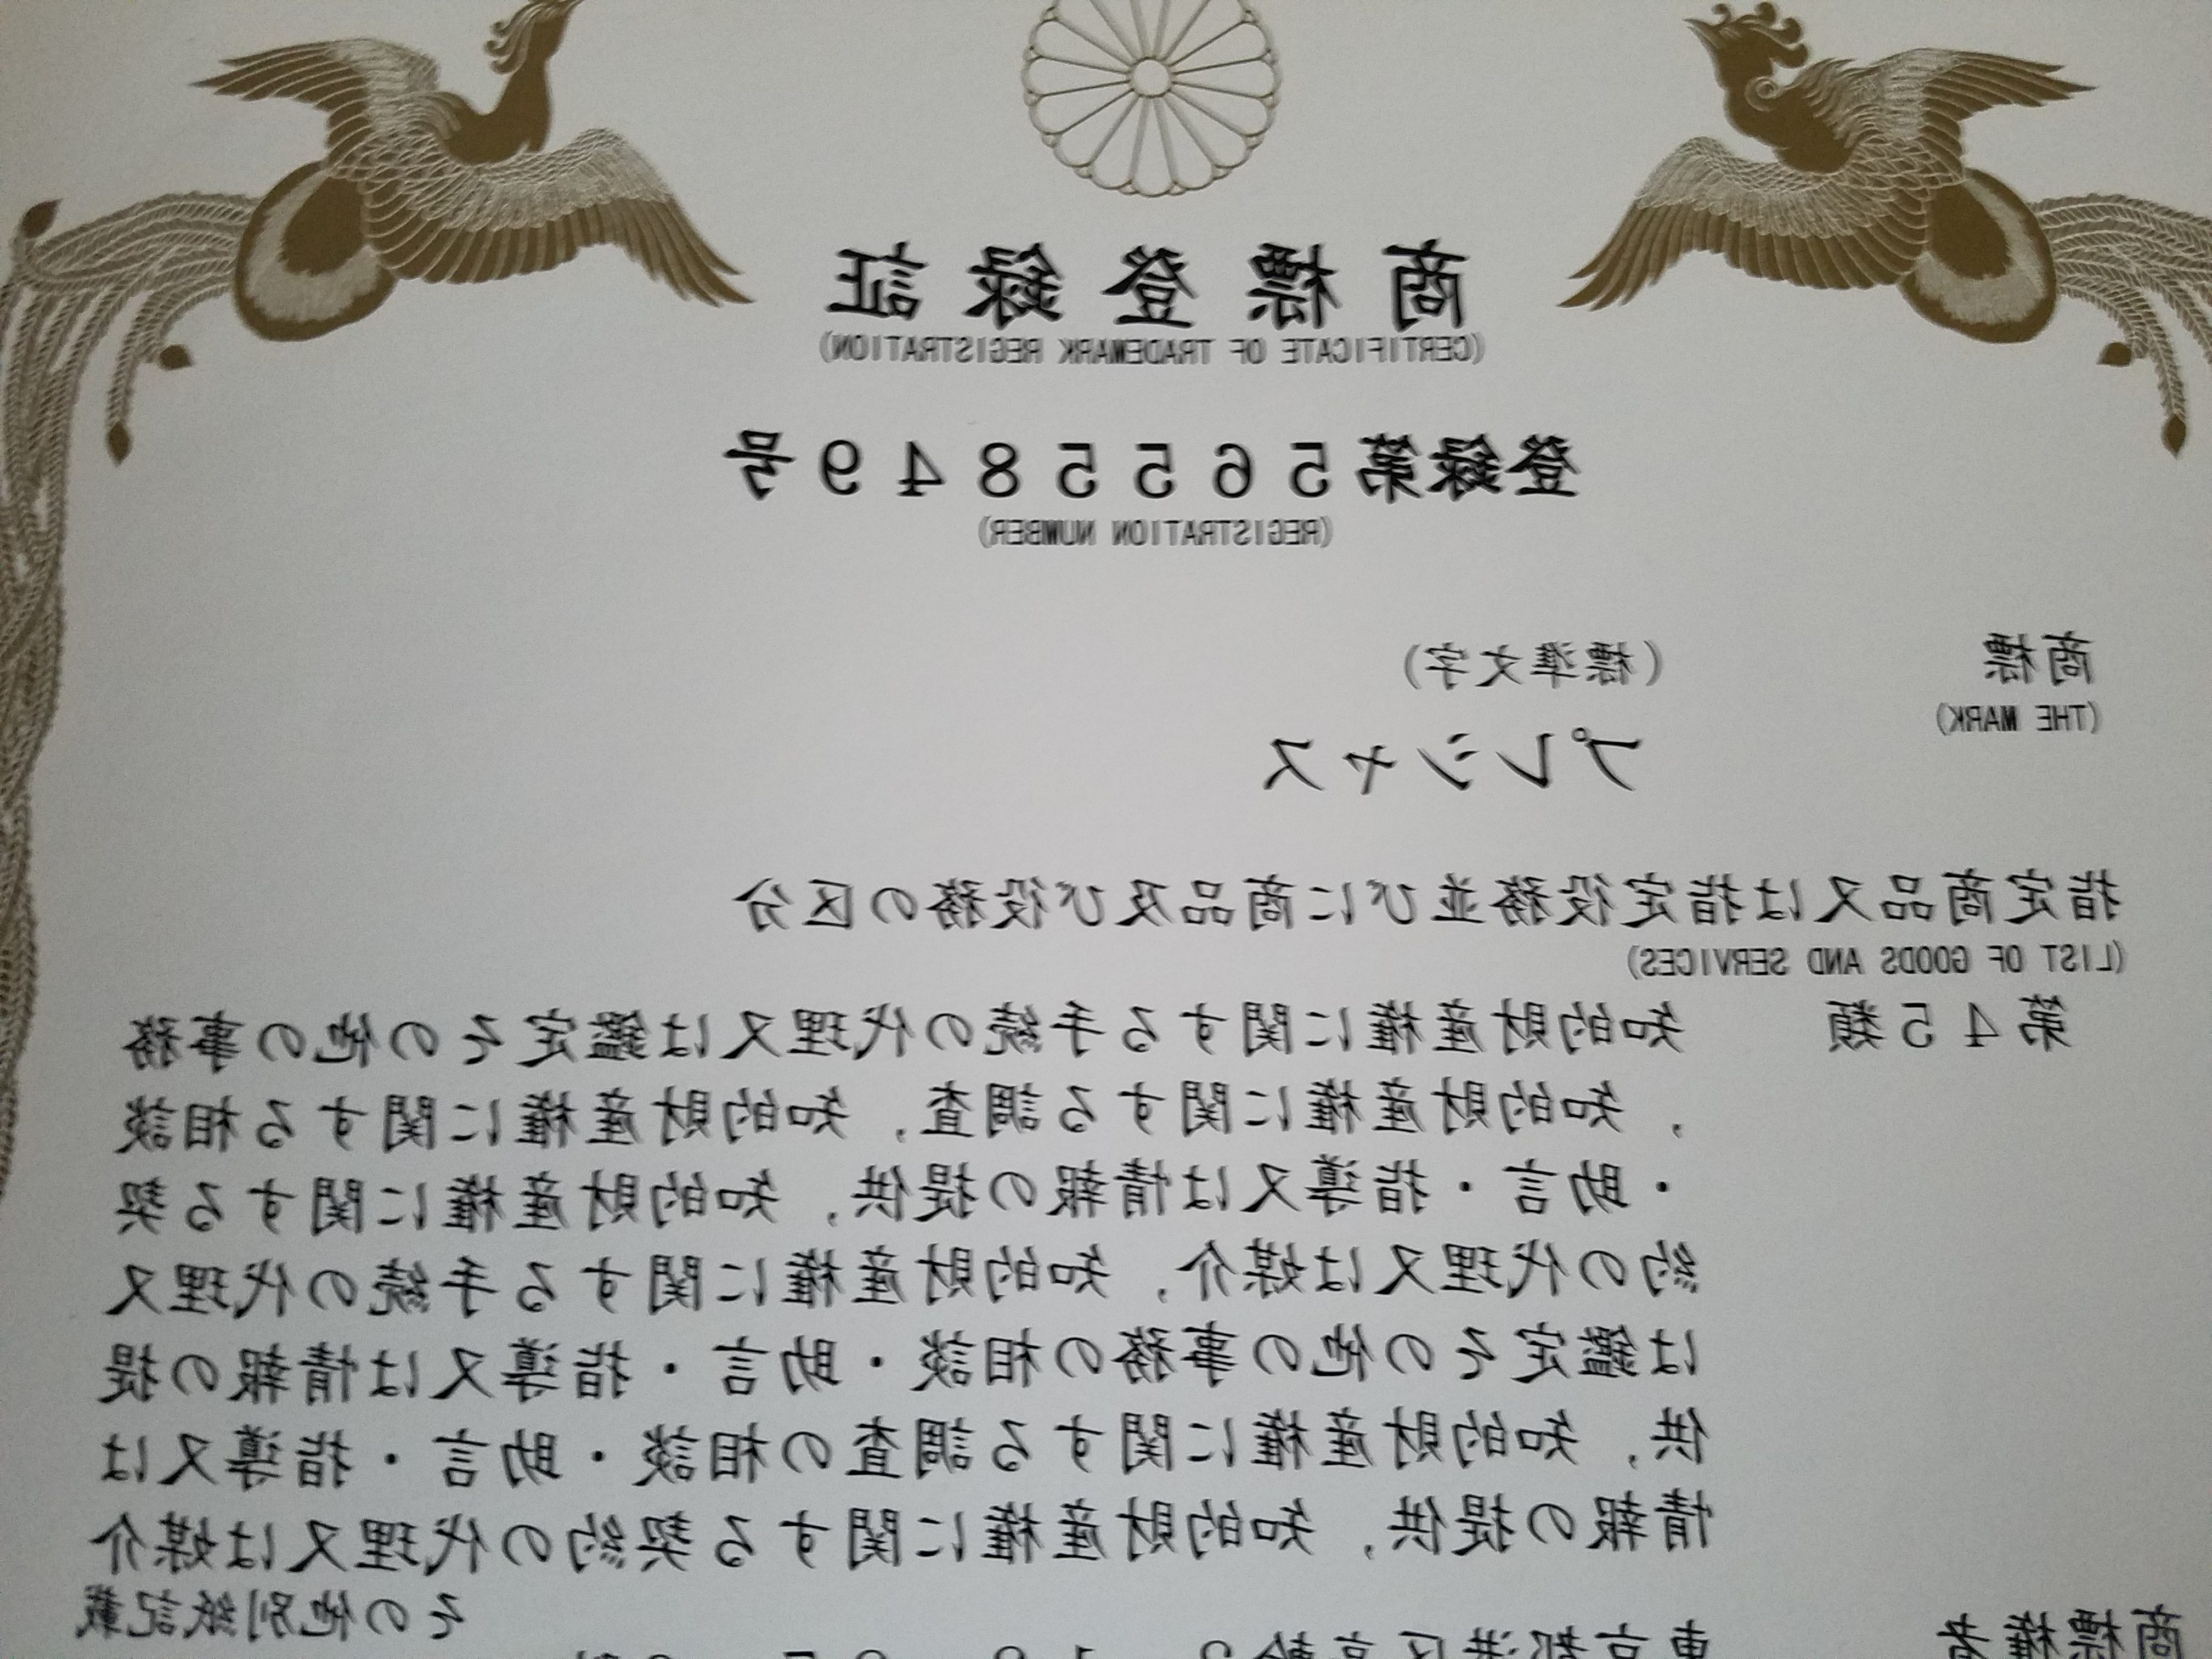 商標登録証
(CERTIFICATE OF TRADEMARK REGISTRATION)
登録第5655849号
(REGISTRATION NUMBER)
商標
(THE MARK)
（標準文字）
プレシャス
指定商品又は指定役務並びに商品及び役務の区分
(LIST OF GOODS AND SERVICES)
第45類　知的財産権に関する手続の代理又は鑑定その他の事務
，知的財産権に関する調査，知的財産権に関する相談
・助言・指導又は情報の提供，知的財産権に関する契
約の代理又は媒介，知的財産権に関する手続の代理又
は鑑定その他の事務の相談・助言・指導又は情報の提
供，知的財産権に関する調査の相談・助言・指導又は
情報の提供，知的財産権に関する契約の代理又は媒介
その他別紙記載
商標権者　東京都港区高輪